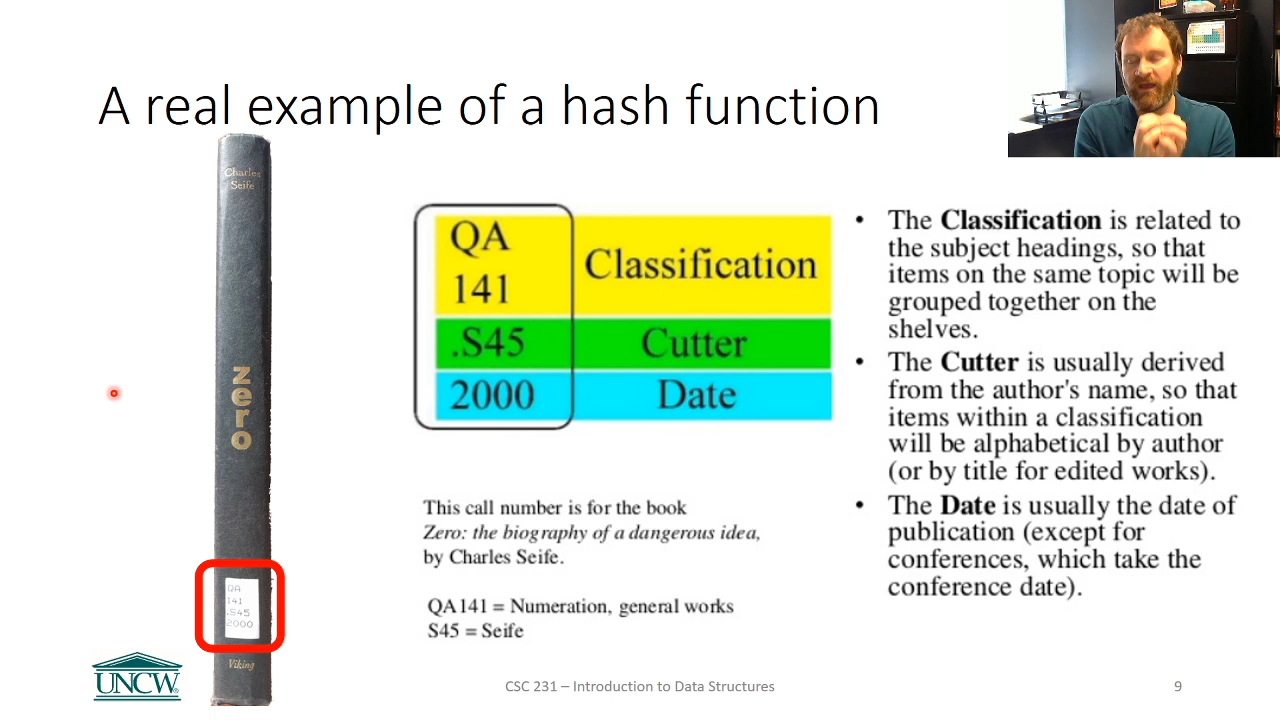 A real example of a hash function
Charles
Seife
zero
QA
141
.S45
2000
Viking
QA
141
Classification
.S45
Cutter
2000
Date
This call number is for the book
Zero: the biography of a dangerous idea,
by Charles Seife.
QA141 = Numeration, general works
S45 = Seife
• The Classification is related to
the subject headings, so that
items on the same topic will be
grouped together on the
shelves.
• The Cutter is usually derived
from the author's name, so that
items within a classification
will be alphabetical by author
(or by title for edited works).
• The Date is usually the date of
publication (except for
conferences, which take the
conference date).
UNCW®
CSC 231 – Introduction to Data Structures
9